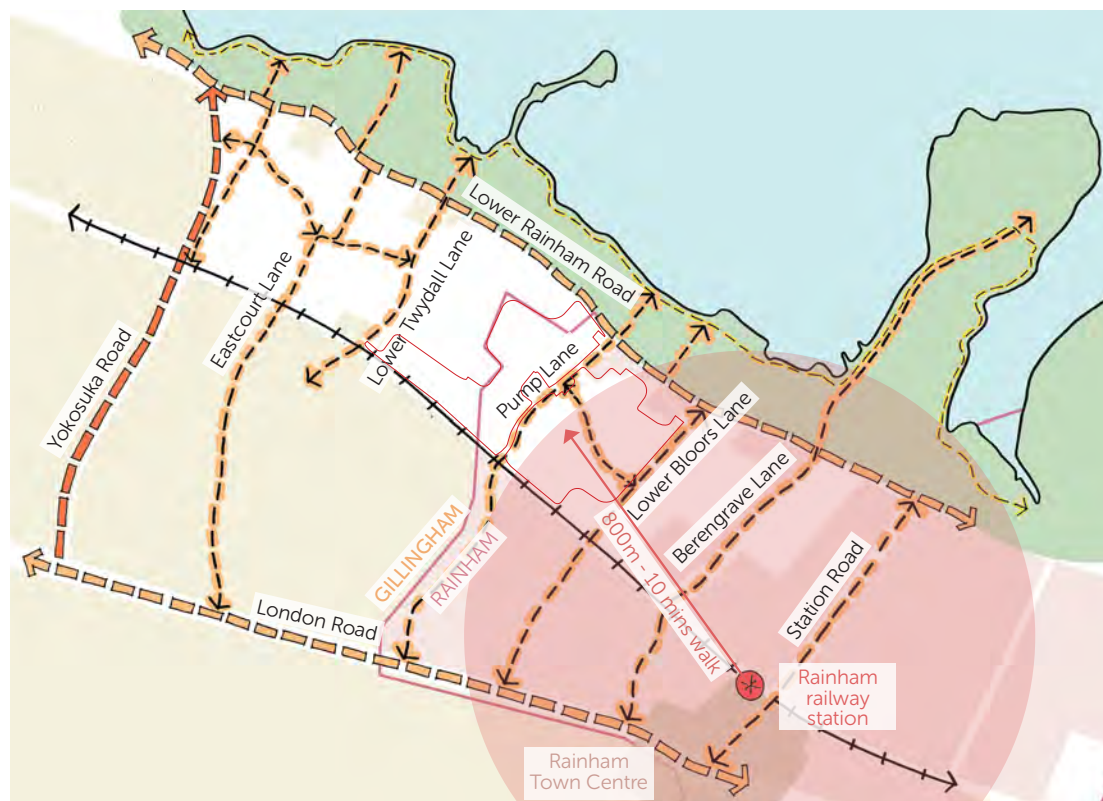 Lower Rainham Road
Lower Twydall Lane
Eastcourt Lane
Yokosuka Road
Pump Lane
Lower Bloors Lane
Berengrave Lane
GILLINGHAM
RAINHAM
800m - 10 mins walk
Station Road
London Road
Rainham
railway
station
Rainham
Town Centre